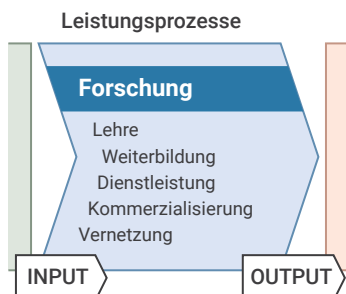 Leistungsprozesse
Forschung
Lehre
Weiterbildung
Dienstleistung
Kommerzialisierung
Vernetzung
INPUT
OUTPUT